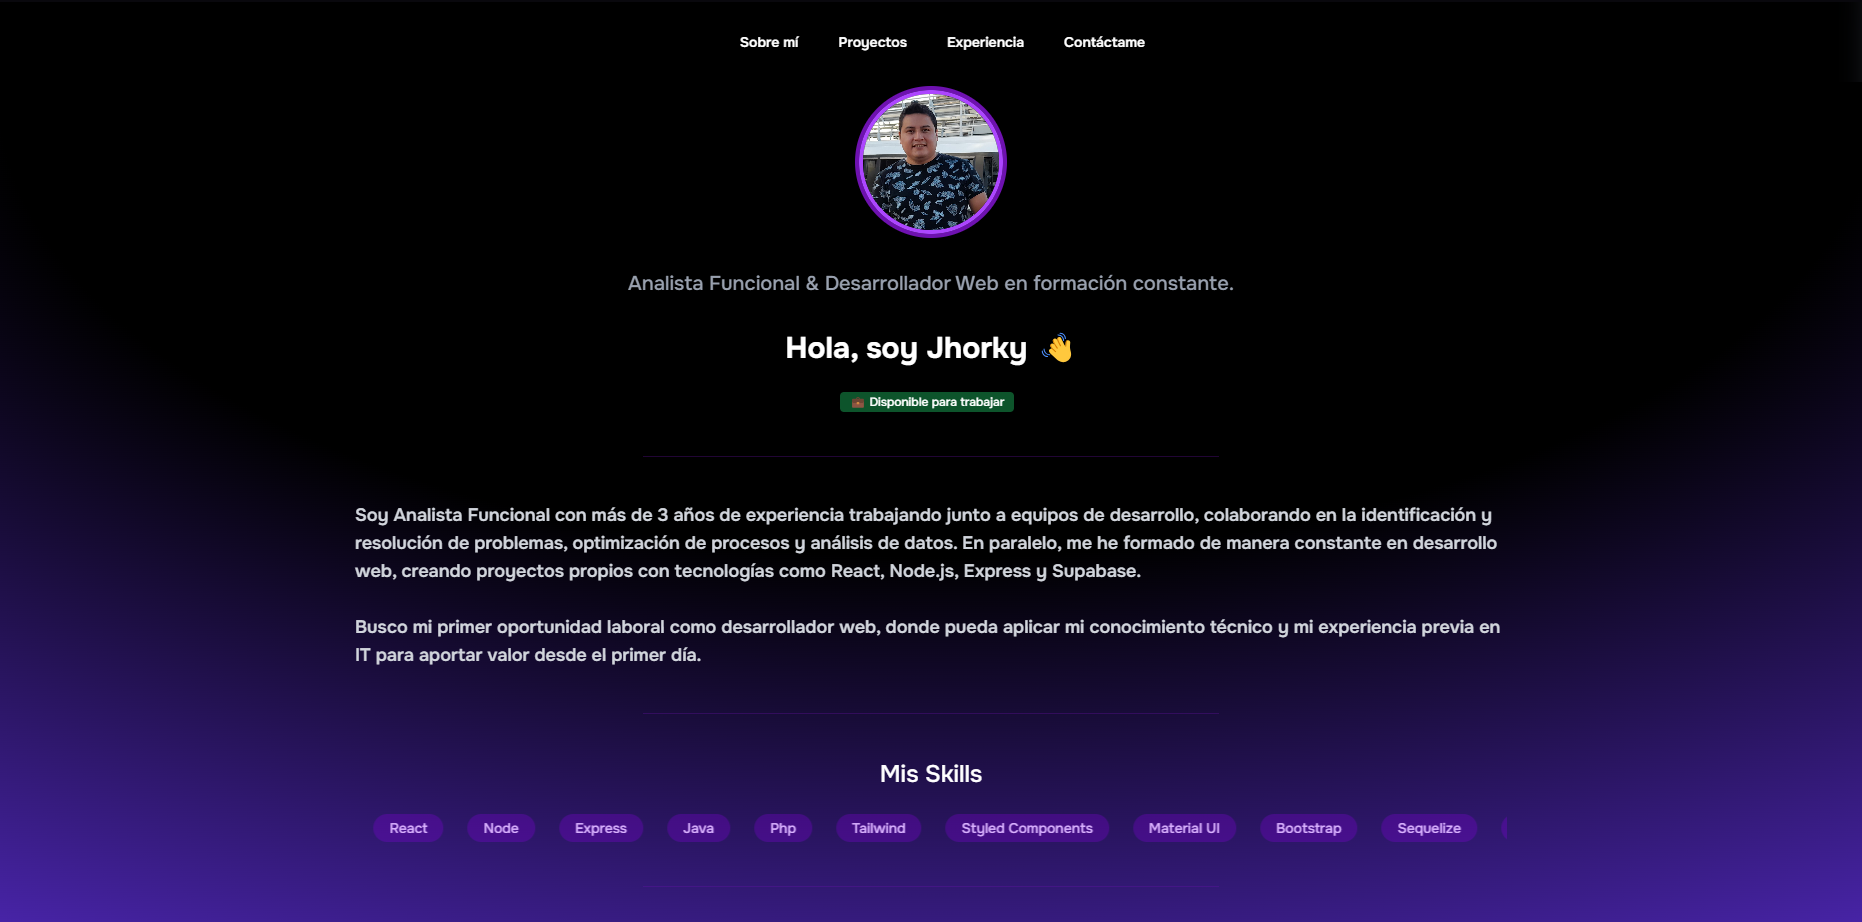 Sobre mí Proyectos Experiencia Contáctame
Analista Funcional & Desarrollador Web en formación constante.
Hola, soy Jhorky 👋
💼 Disponible para trabajar
Soy Analista Funcional con más de 3 años de experiencia trabajando junto a equipos de desarrollo, colaborando en la identificación y
resolución de problemas, optimización de procesos y análisis de datos. En paralelo, me he formado de manera constante en desarrollo
web, creando proyectos propios con tecnologías como React, Node.js, Express y Supabase.
Busco mi primer oportunidad laboral como desarrollador web, donde pueda aplicar mi conocimiento técnico y mi experiencia previa en
IT para aportar valor desde el primer día.
Mis Skills
React Node Express Java Php Tailwind Styled Components Material UI Bootstrap Sequelize